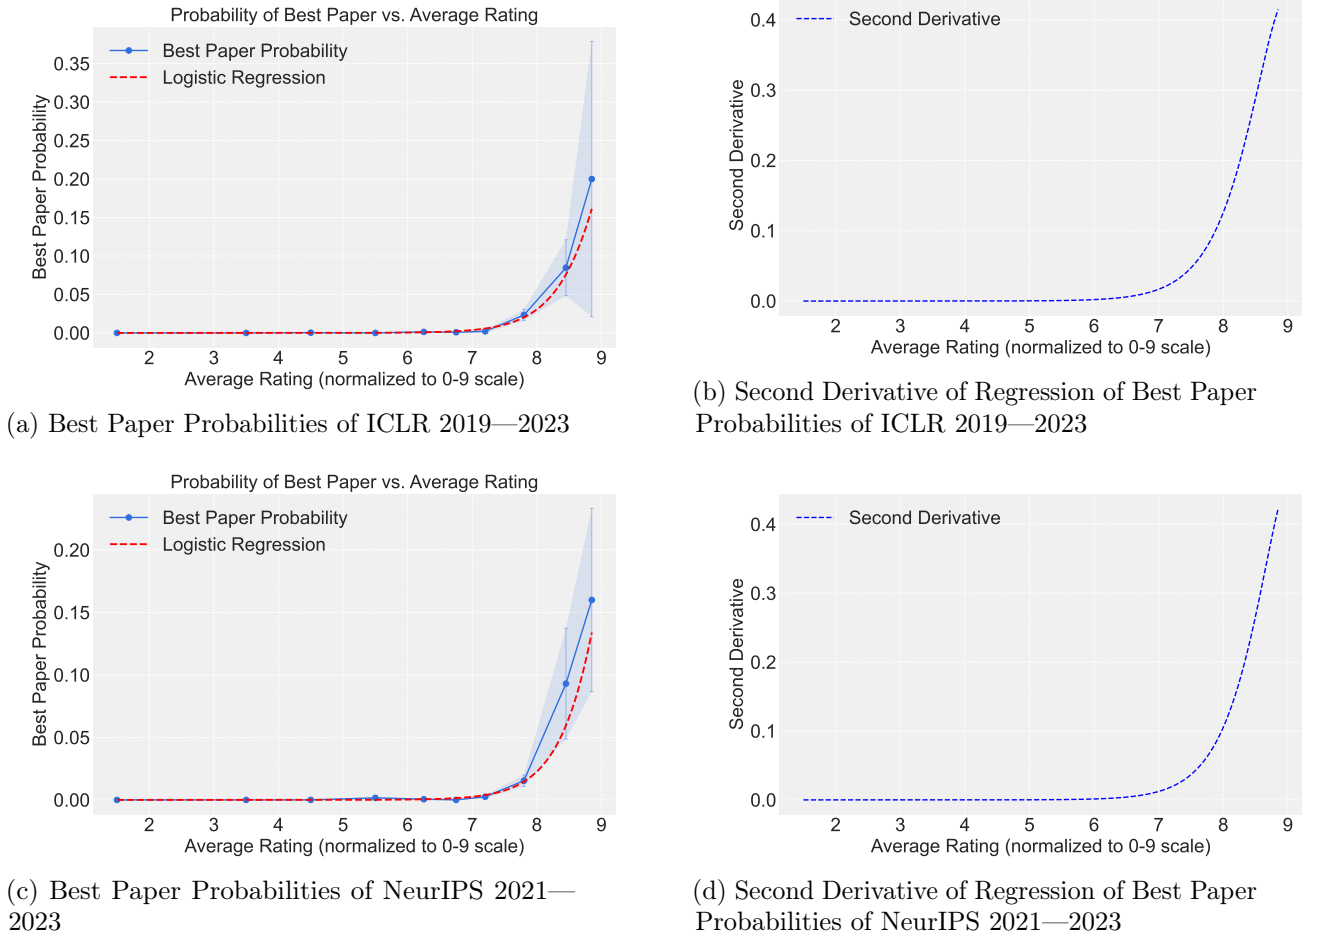 Probability of Best Paper vs. Average Rating
Best Paper Probability
Logistic Regression
Best Paper Probability
0.35
0.30
0.25
0.20
0.15
0.10
0.05
0.00
2 3 4 5 6 7 8 9
Average Rating (normalized to 0-9 scale)
(a) Best Paper Probabilities of ICLR 2019—2023
Second Derivative
Second Derivative
0.4
0.3
0.2
0.1
0.0
2 3 4 5 6 7 8 9
Average Rating (normalized to 0-9 scale)
(b) Second Derivative of Regression of Best Paper
Probabilities of ICLR 2019—2023
Probability of Best Paper vs. Average Rating
Best Paper Probability
Logistic Regression
Best Paper Probability
0.20
0.15
0.10
0.05
0.00
2 3 4 5 6 7 8 9
Average Rating (normalized to 0-9 scale)
(c) Best Paper Probabilities of NeurIPS 2021—
2023
Second Derivative
Second Derivative
0.4
0.3
0.2
0.1
0.0
2 3 4 5 6 7 8 9
Average Rating (normalized to 0-9 scale)
(d) Second Derivative of Regression of Best Paper
Probabilities of NeurIPS 2021—2023